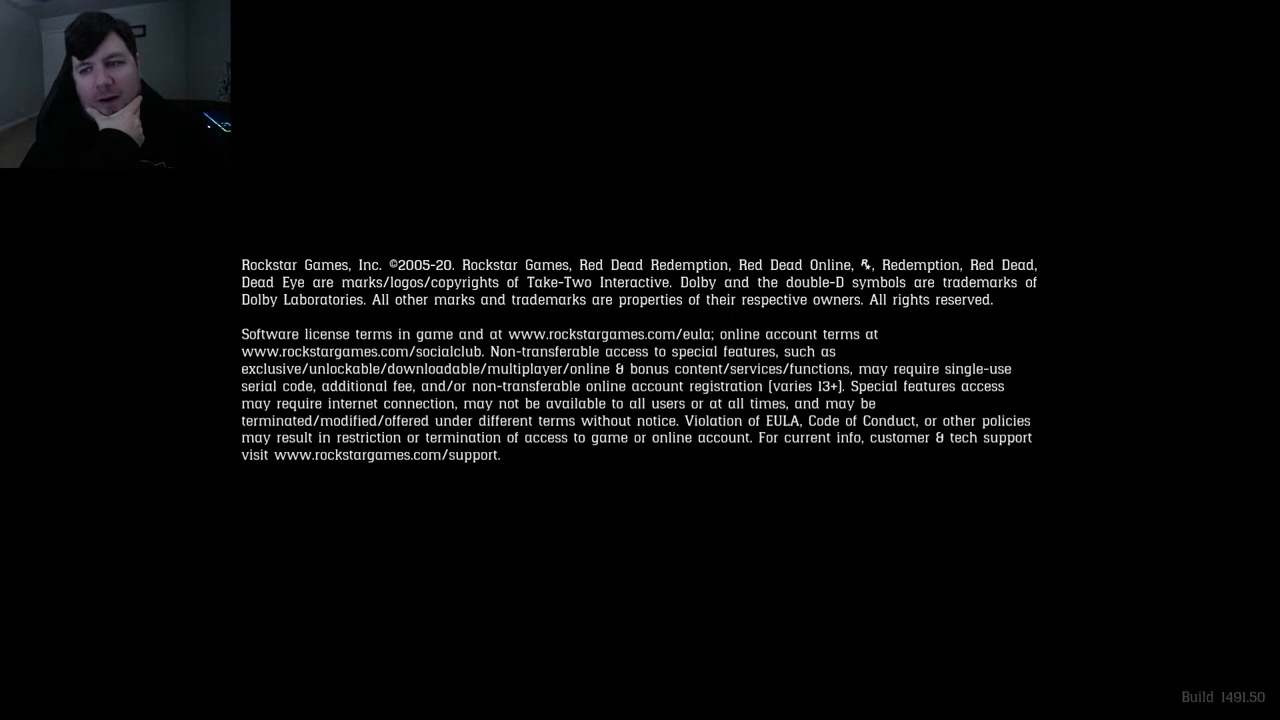 Rockstar Games, Inc. ©2005-20. Rockstar Games, Red Dead Redemption, Red Dead Online, R*, Redemption, Red Dead,
Dead Eye are marks/logos/copyrights of Take-Two Interactive. Dolby and the double-D symbols are trademarks of
Dolby Laboratories. All other marks and trademarks are properties of their respective owners. All rights reserved.
Software license terms in game and at www.rockstargames.com/eula; online account terms at
www.rockstargames.com/socialclub. Non-transferable access to special features, such as
exclusive/unlockable/downloadable/multiplayer/online & bonus content/services/functions, may require single-use
serial code, additional fee, and/or non-transferable online account registration (varies 13+). Special features access
may require internet connection, may not be available to all users or at all times, and may be
terminated/modified/offered under different terms without notice. Violation of EULA, Code of Conduct, or other policies
may result in restriction or termination of access to game or online account. For current info, customer & tech support
visit www.rockstargames.com/support.
Build 1491.50